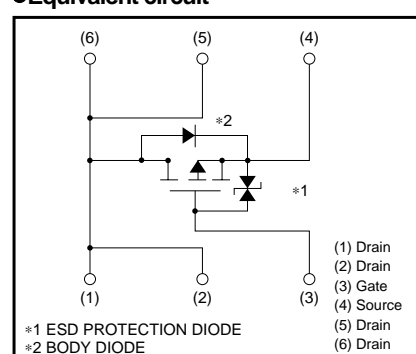 ●Equivalent circuit
(6) (5) (4)
∗2
∗1
(1) Drain
(2) Drain
(3) Gate
(4) Source
(5) Drain
(6) Drain
(1) (2) (3)
∗1 ESD PROTECTION DIODE
∗2 BODY DIODE